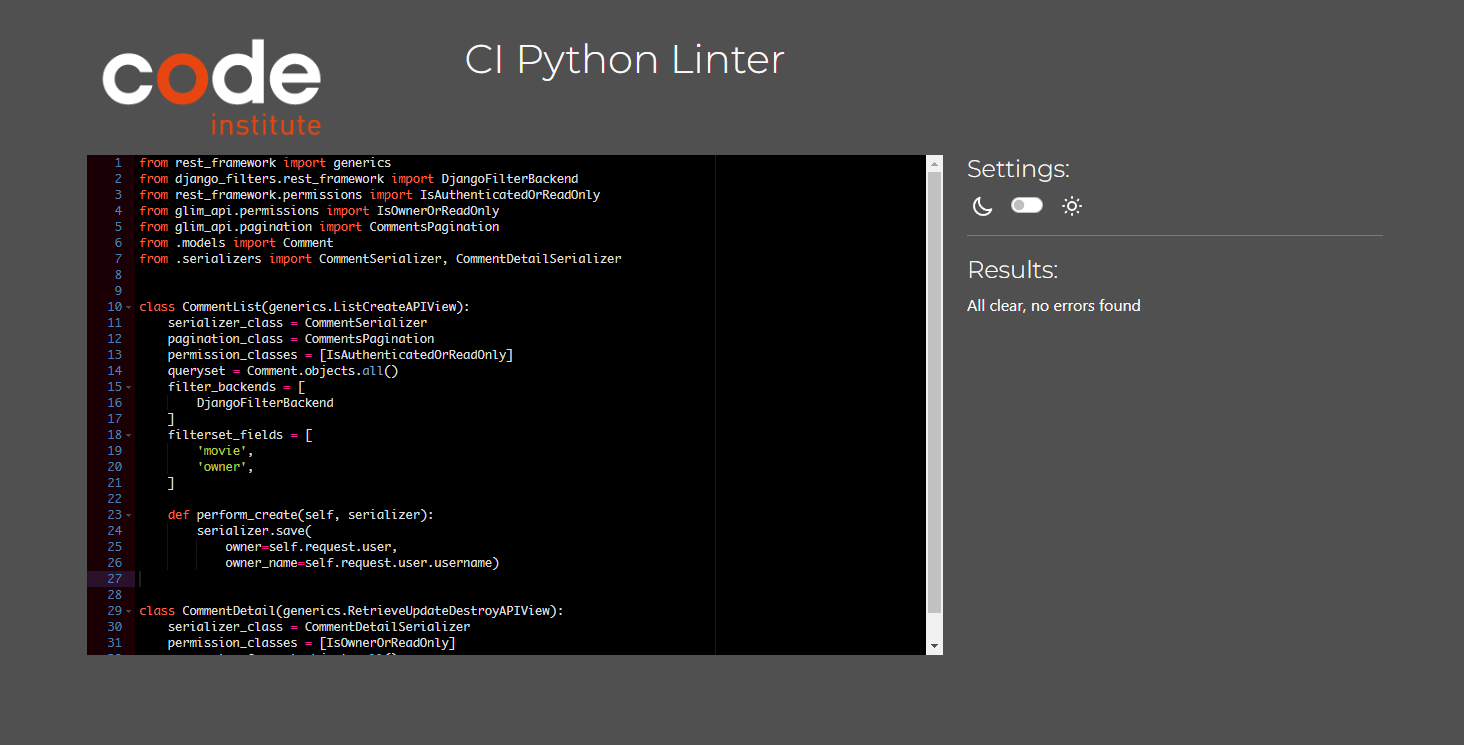 code
institute
CI Python Linter
1 from rest_framework import generics
2 from django_filters.rest_framework import DjangoFilterBackend
3 from rest_framework.permissions import IsAuthenticatedOrReadOnly
4 from glim_api.permissions import IsOwnerOrReadOnly
5 from glim_api.pagination import CommentsPagination
6 from .models import Comment
7 from .serializers import CommentSerializer, CommentDetailSerializer
8
9
10 class CommentList(generics.ListCreateAPIView):
11     serializer_class = CommentSerializer
12     pagination_class = CommentsPagination
13     permission_classes = [IsAuthenticatedOrReadOnly]
14     queryset = Comment.objects.all()
15     filter_backends = [
16         DjangoFilterBackend
17     ]
18     filterset_fields = [
19         'movie',
20         'owner',
21     ]
22
23     def perform_create(self, serializer):
24         serializer.save(
25             owner=self.request.user,
26             owner_name=self.request.user.username)
27
28
29 class CommentDetail(generics.RetrieveUpdateDestroyAPIView):
30     serializer_class = CommentDetailSerializer
31     permission_classes = [IsOwnerOrReadOnly]
Settings:
Results:
All clear, no errors found